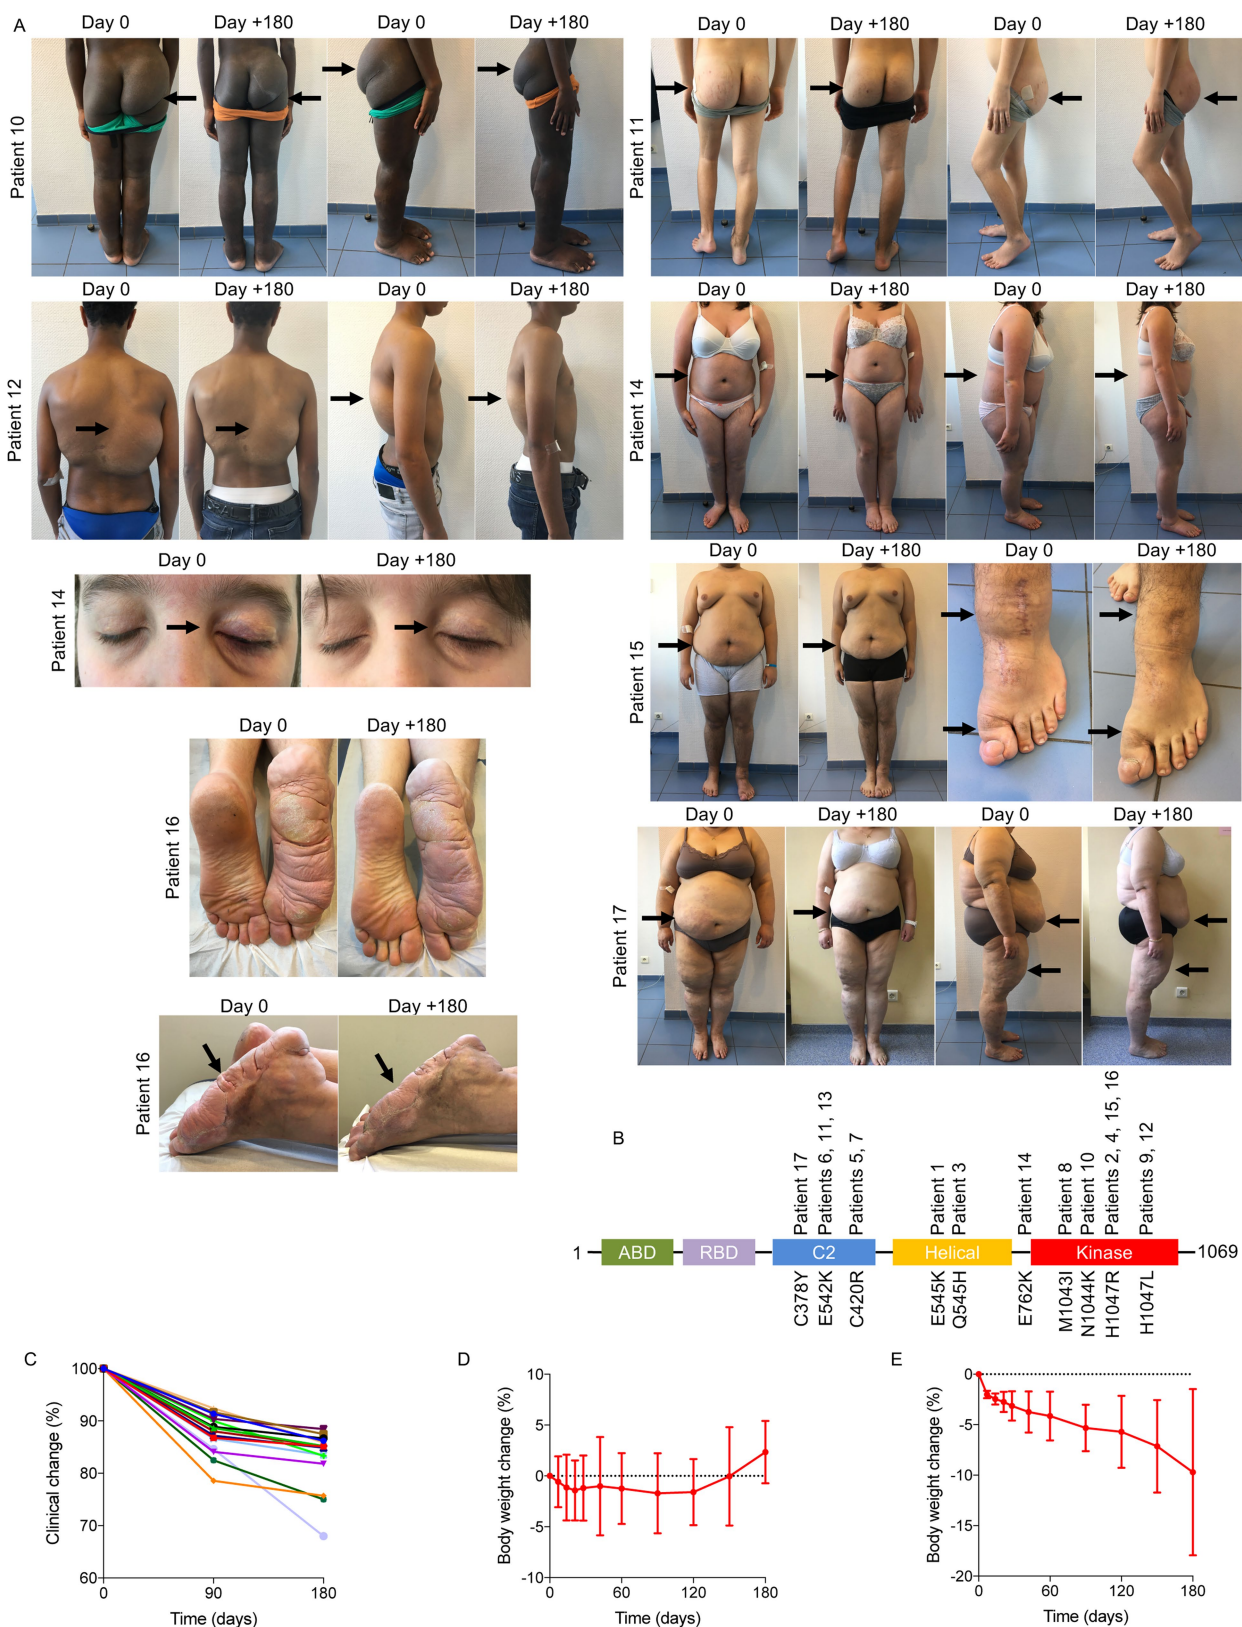 A
Day 0 Day +180 Day 0 Day +180
Patient 10
Day 0 Day +180 Day 0 Day +180
Patient 11
Day 0 Day +180 Day 0 Day +180
Patient 12
Day 0 Day +180 Day 0 Day +180
Patient 14
Day 0 Day +180
Patient 14
Day 0 Day +180 Day 0 Day +180
Patient 15
Day 0 Day +180
Patient 16
Day 0 Day +180 Day 0 Day +180
Patient 17
Day 0 Day +180
Patient 16
B
Patient 17
Patients 6, 11, 13
Patients 5, 7
Patient 1
Patient 3
Patient 14
Patient 8
Patient 10
Patients 2, 4, 15, 16
Patients 9, 12
1 ABD RBD C2 Helical Kinase 1069
C378Y
E542K
C420R
E545K
Q545H
E762K
M1043I
N1044K
H1047R
H1047L
C
Clinical change (%)
100
90
80
70
60
0 90 180
Time (days)
D
Body weight change (%)
10
5
0
-5
-10
0 60 120 180
Time (days)
E
Body weight change (%)
0
-5
-10
-15
-20
0 60 120 180
Time (days)